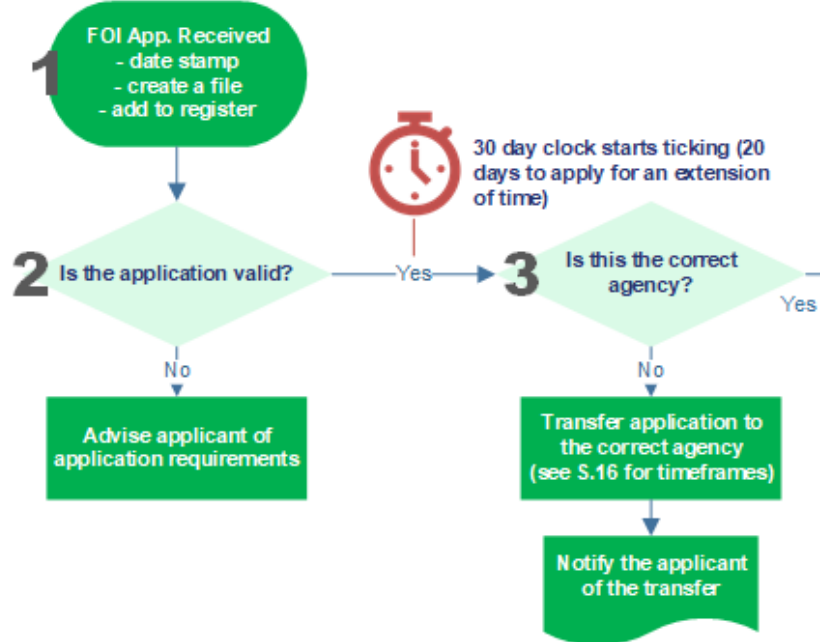 1
FOI App. Received
- date stamp
- create a file
- add to register
30 day clock starts ticking (20
days to apply for an extension
of time)
2
Is the application valid?
Yes
3
Is this the correct
agency?
Yes
No
No
Advise applicant of
application requirements
Transfer application to
the correct agency
(see S.16 for timeframes)
Notify the applicant
of the transfer